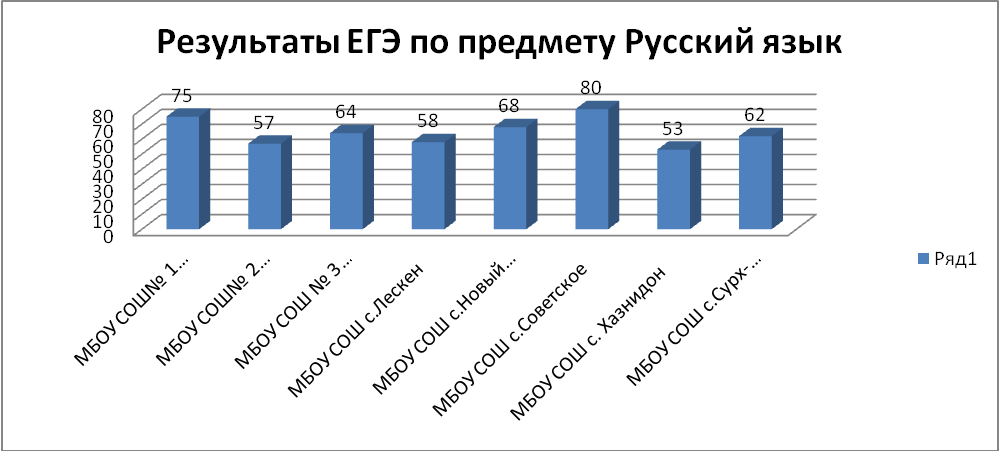 Результаты ЕГЭ по предмету Русский язык
75
57
64
58
68
80
53
62
80
70
60
50
40
30
20
10
0
МБОУ СОШ№ 1...
МБОУ СОШ№ 2...
МБОУ СОШ № 3...
МБОУ СОШ с.Лескен
МБОУ СОШ с.Новый...
МБОУ СОШ с.Советское
МБОУ СОШ с. Хазнидон
МБОУ СОШ с.Сурх-...
Ряд1